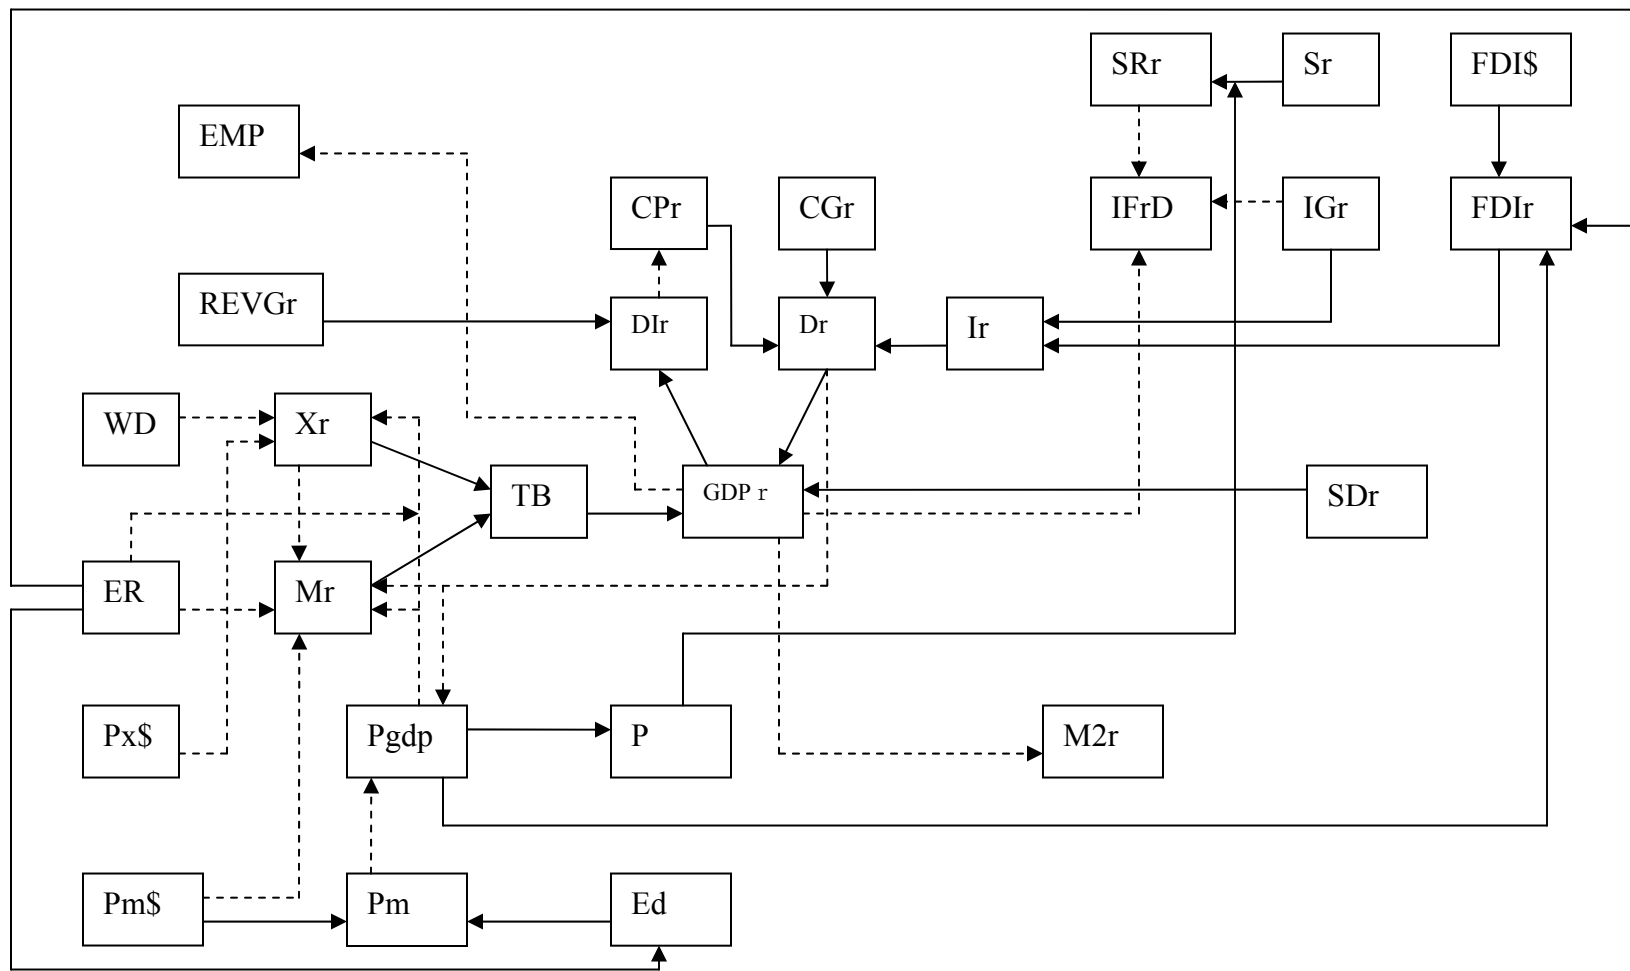 SRr
Sr
FDI$
EMP
CPr
CGr
IFrD
IGr
FDIr
REVGr
DIr
Dr
Ir
WD
Xr
TB
GDP r
SDr
ER
Mr
Px$
Pgdp
P
M2r
Pm$
Pm
Ed